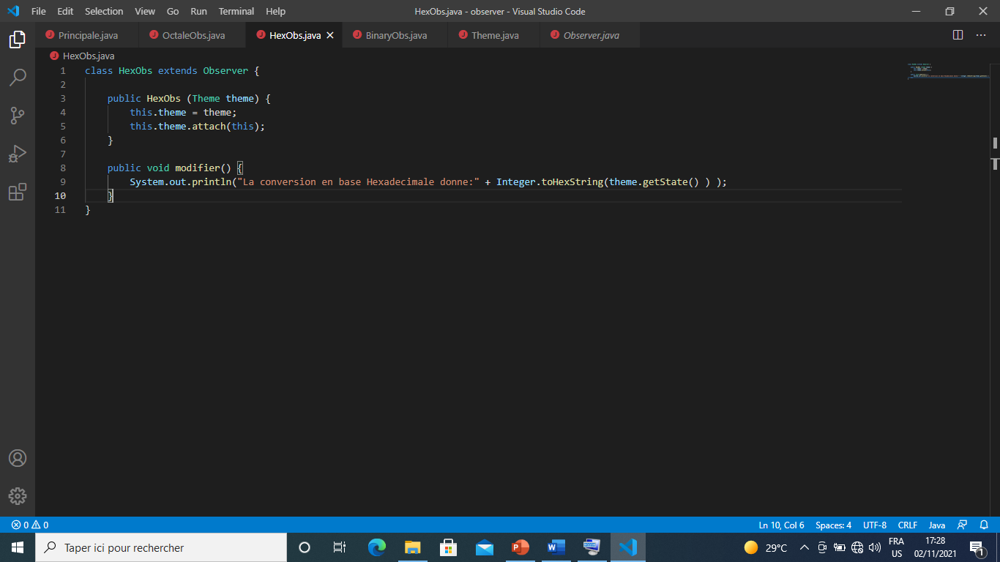 File Edit Selection View Go Run Terminal Help HexObs.java - observer - Visual Studio Code
Principale.java OctaleObs.java HexObs.java BinaryObs.java Theme.java Observer.java
HexObs.java
1 class HexObs extends Observer {
2
3 public HexObs (Theme theme) {
4 this.theme = theme;
5 this.theme.attach(this);
6 }
7
8 public void modifier() {
9 System.out.println("La conversion en base Hexadecimale donne:" + Integer.toHexString(theme.getState() ) );
10 }
11 }
0 0 Ln 10, Col 6 Spaces: 4 UTF-8 CRLF Java
Taper ici pour rechercher 29°C FRA US 17:28 02/11/2021 1